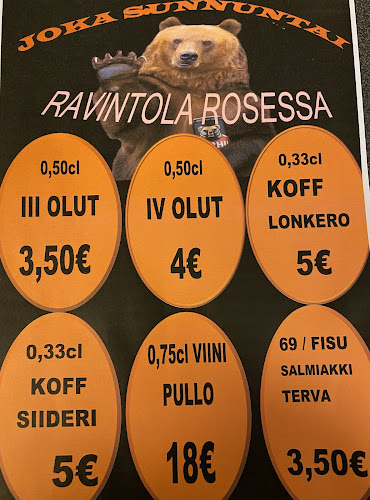 JOKA SUNNUNTAI
RAVINTOLA ROSESSA
0,50cl
III OLUT
3,50€
0,50cl
IV OLUT
4€
0,33cl
KOFF
LONKERO
5€
0,33cl
KOFF
SIIDERI
5€
0,75cl VIINI
PULLO
18€
69 / FISU
SALMIAKKI
TERVA
3,50€